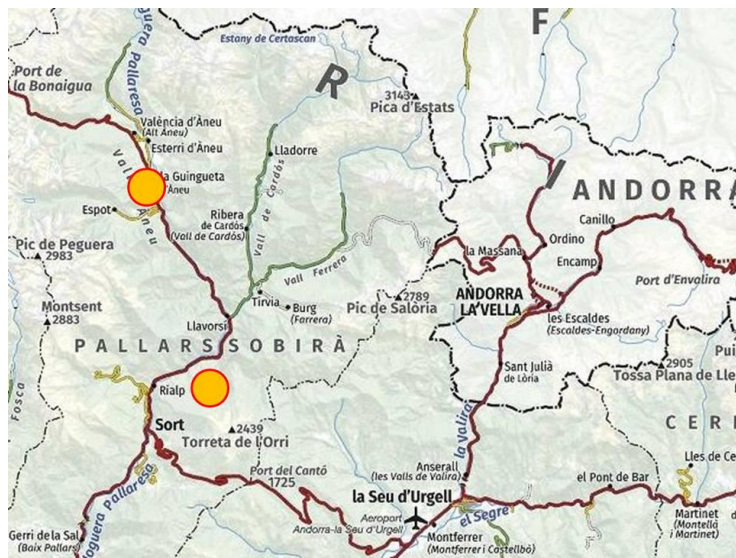 Noguera Pallaresa
Estany de Certascan
F
R
I
Port de
la Bonaigua
3143
Pica d'Estats
València d'Àneu
(Alt Àneu)
Esterri d'Àneu
la Guingueta
d'Àneu
Vall d'Àneu
Espot
Lladorre
Vall de Cardós
Ribera
de Cardós
(Vall de Cardós)
ANDORRA
Canillo
Ordino
la Massana
Encamp
Port d'Envalira
Pic de Peguera
2983
Vall Ferrera
Tírvia
Burg
(Farrera)
2789
Pic de Salòria
ANDORRA
LA VELLA
les Escaldes
(Escaldes-Engordany)
Montsent
2883
Llavorsí
PALLARS SOBIRÀ
Sant Julià
de Lòria
2905
Tossa Plana de Lle
Pui
Fosca
Rialp
Sort
2439
Torreta de l'Orri
la Valira
CER
Port del Cantó
1725
Anserall
(les Valls de Valira)
Lles de Ce
la Seu d'Urgell
el Pont de Bar
Noguera Pallaresa
Aeroport
Andorra-la Seu d'Urgell
el Segre
Martinet
(Montellà
i Martinet)
Gerri de la Sal
(Baix Pallars)
Montferrer
(Montferrer i Castellbò)